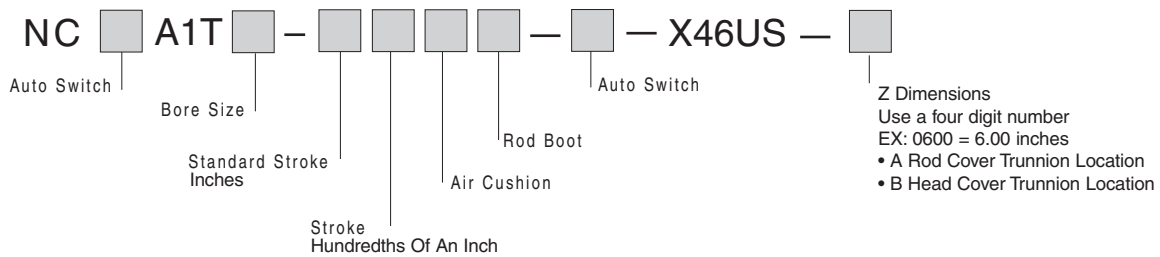 NC A1T – — — X46US —
Auto Switch
Bore Size
Standard Stroke
Inches
Stroke
Hundredths Of An Inch
Air Cushion
Rod Boot
Auto Switch
Z Dimensions
Use a four digit number
EX: 0600 = 6.00 inches
• A Rod Cover Trunnion Location
• B Head Cover Trunnion Location